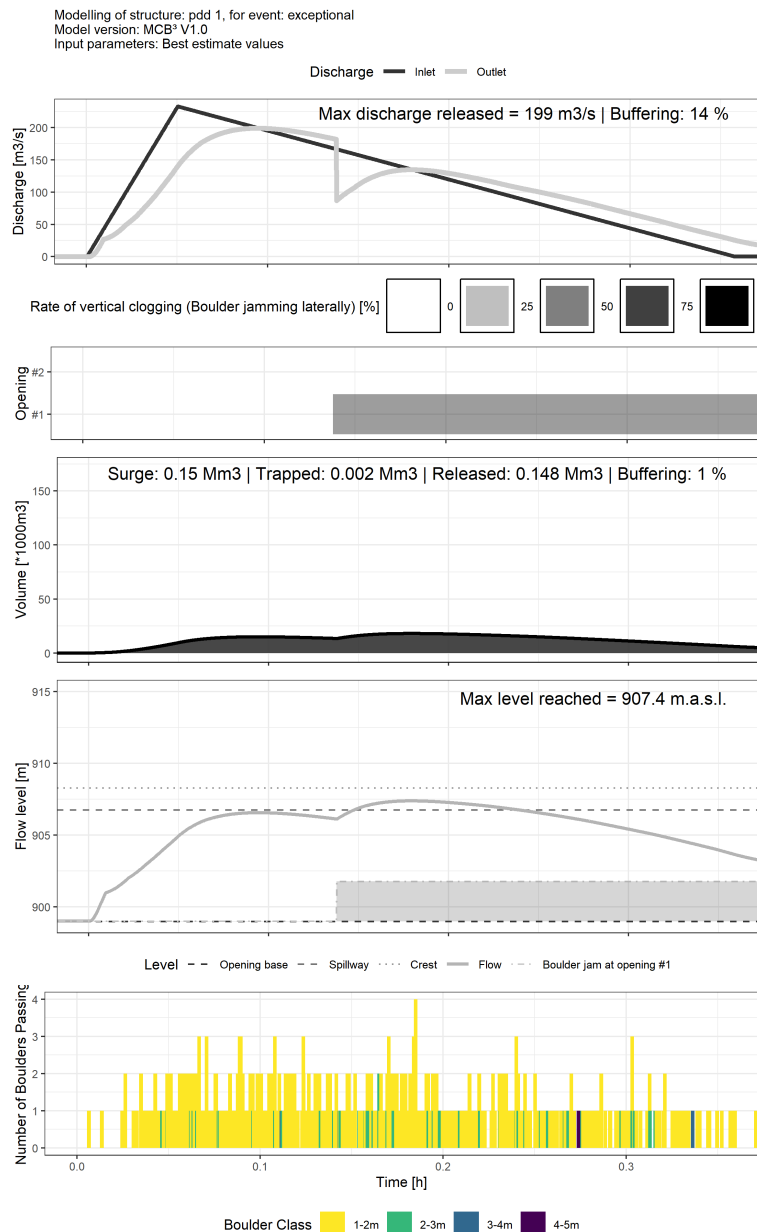 Modelling of structure: pdd 1, for event: exceptional
Model version: MCB³ V1.0
Input parameters: Best estimate values
Discharge Inlet Outlet
Max discharge released = 199 m3/s | Buffering: 14 %
Discharge [m3/s]
200
150
100
50
0
Rate of vertical clogging (Boulder jamming laterally) [%] 0 25 50 75
Opening
#2
#1
Surge: 0.15 Mm3 | Trapped: 0.002 Mm3 | Released: 0.148 Mm3 | Buffering: 1 %
Volume [*1000m3]
150
100
50
0
Max level reached = 907.4 m.a.s.l.
Flow level [m]
915
910
905
900
Level Opening base Spillway Crest Flow Boulder jam at opening #1
Number of Boulders Passing
4
3
2
1
0
0.0 0.1 0.2 0.3
Time [h]
Boulder Class 1-2m 2-3m 3-4m 4-5m